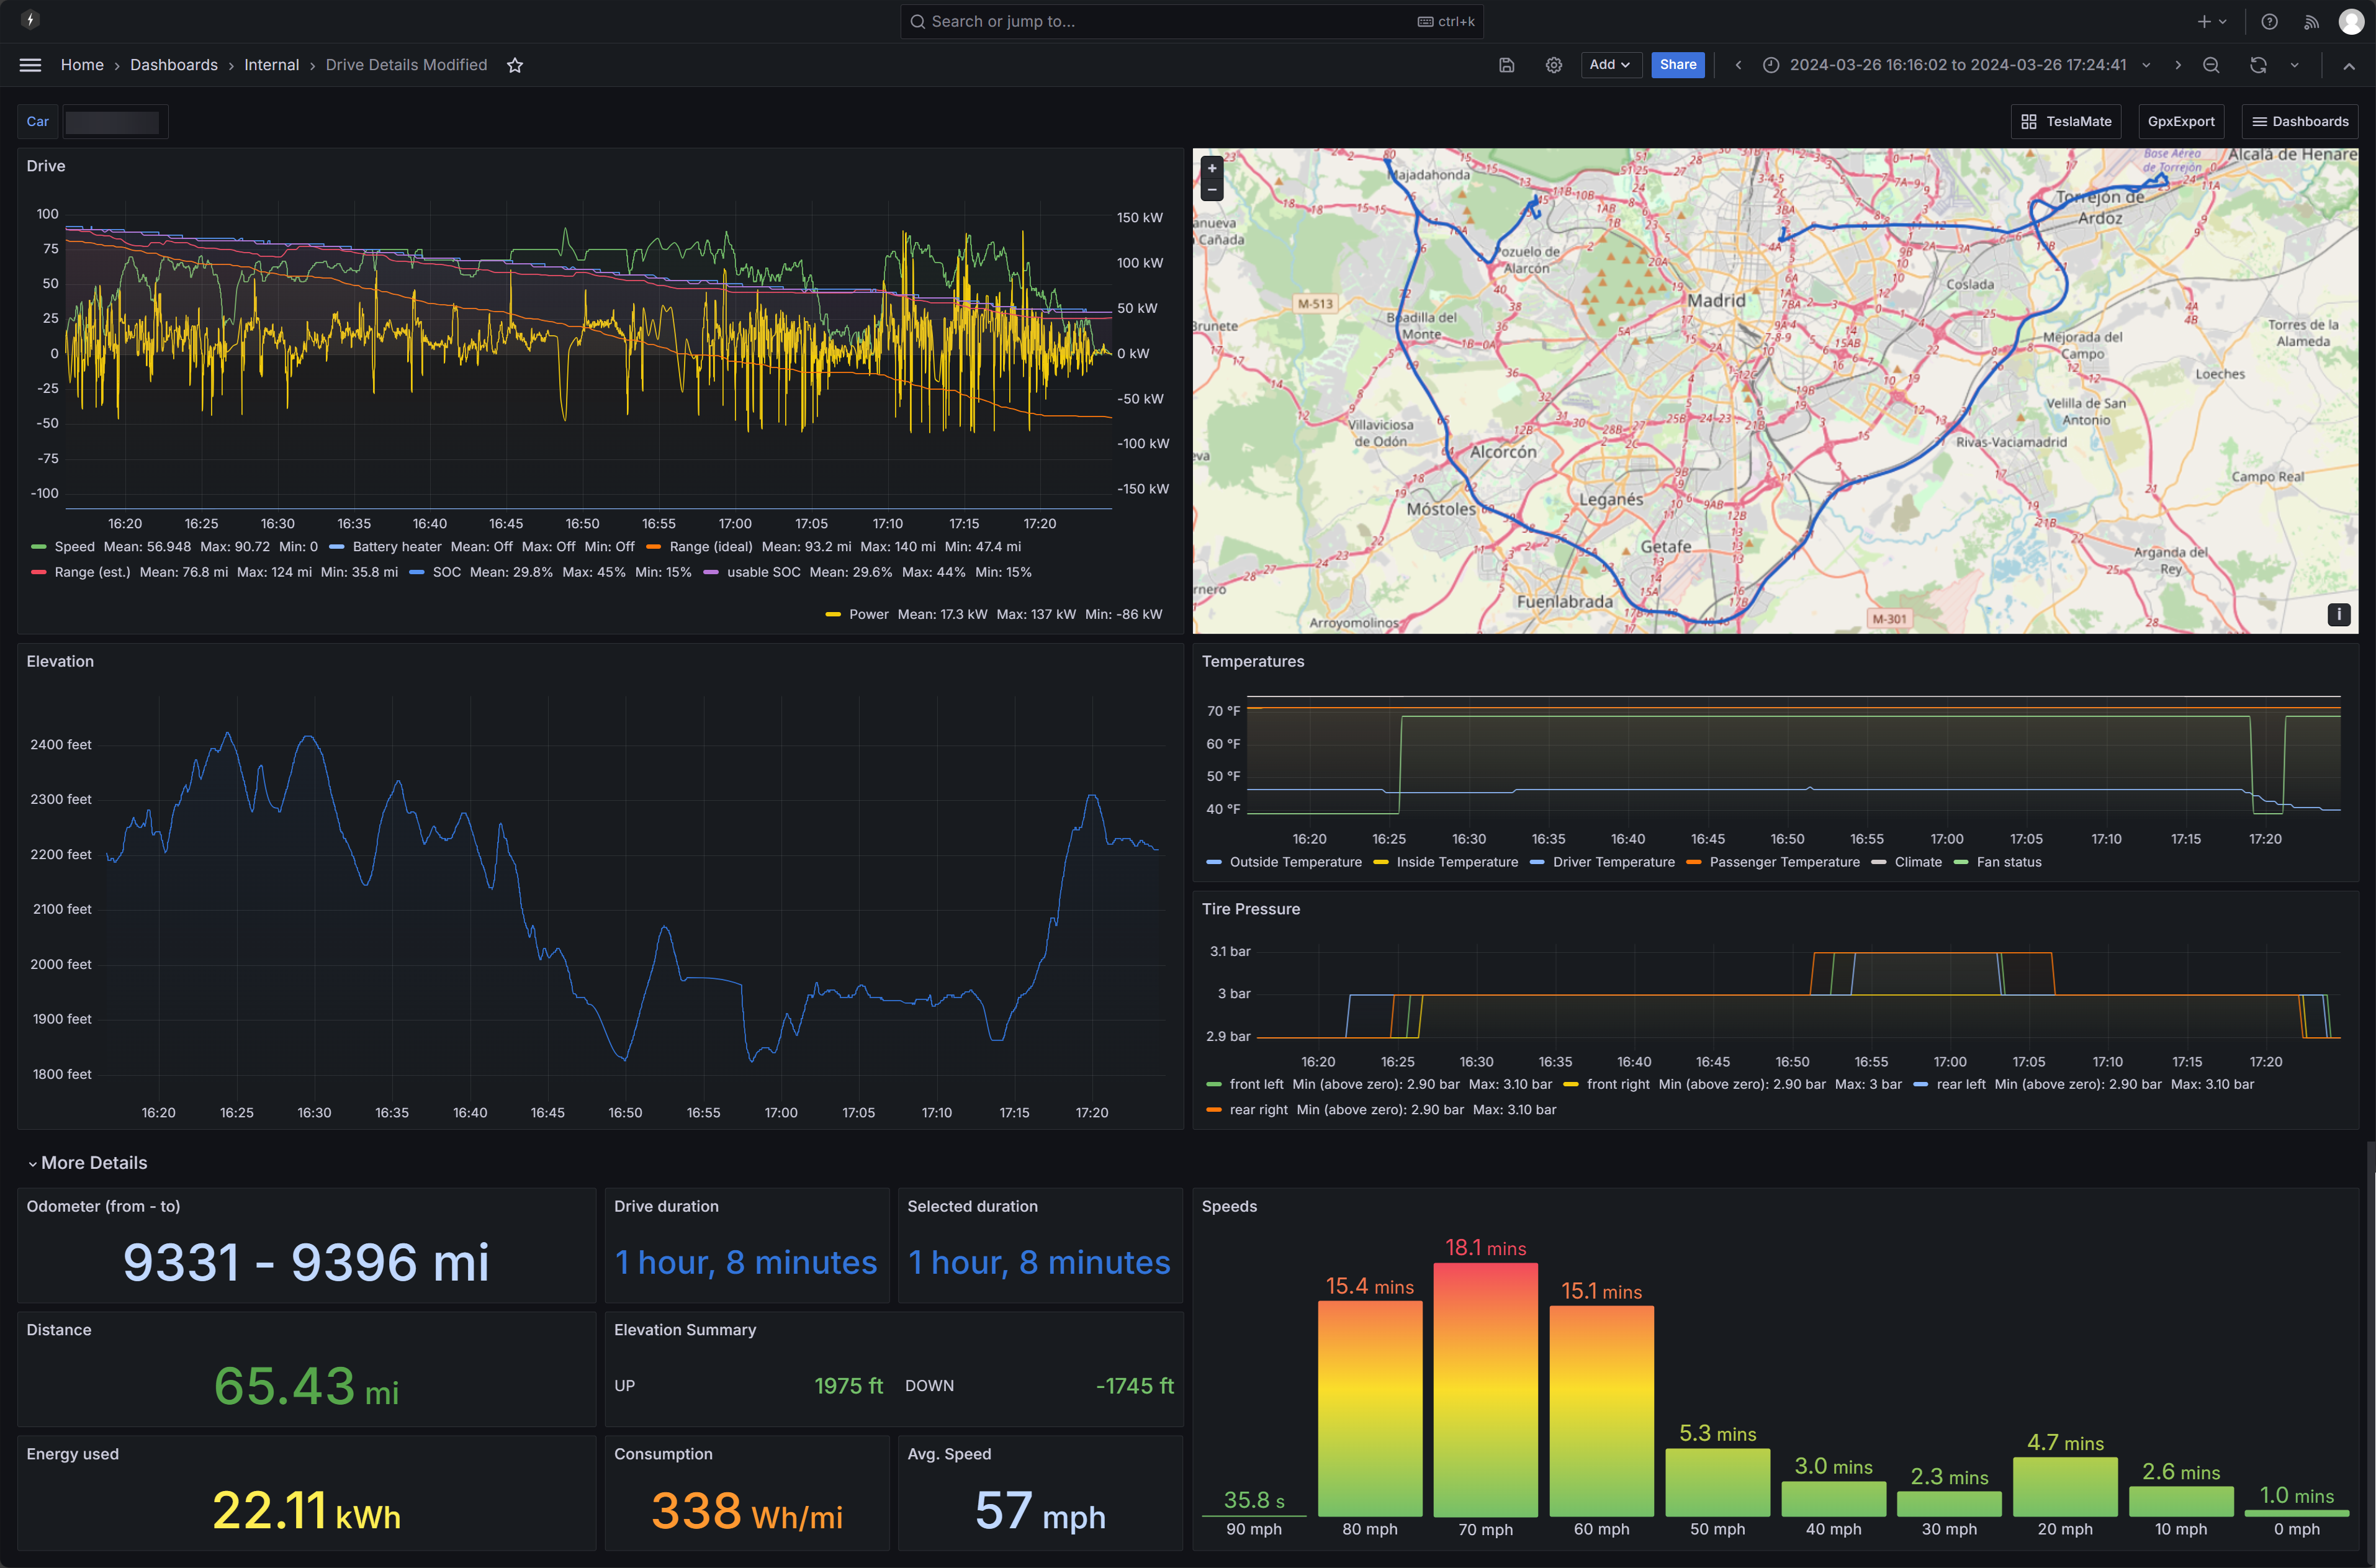 Search or jump to... ctrl+k
Home › Dashboards › Internal › Drive Details Modified
Add Share 2024-03-26 16:16:02 to 2024-03-26 17:24:41
Car
TeslaMate GpxExport Dashboards
Drive
100
75
50
25
0
-25
-50
-75
-100
150 kW
100 kW
50 kW
0 kW
-50 kW
-100 kW
-150 kW
16:20 16:25 16:30 16:35 16:40 16:45 16:50 16:55 17:00 17:05 17:10 17:15 17:20
Speed Mean: 56.948 Max: 90.72 Min: 0 Battery heater Mean: Off Max: Off Min: Off Range (ideal) Mean: 93.2 mi Max: 140 mi Min: 47.4 mi
Range (est.) Mean: 76.8 mi Max: 124 mi Min: 35.8 mi SOC Mean: 29.8% Max: 45% Min: 15% usable SOC Mean: 29.6% Max: 44% Min: 15%
Power Mean: 17.3 kW Max: 137 kW Min: -86 kW
+
−
Majadahonda
Base Aérea
de Torrejón
Alcalá de Henare
Torrejón de
Ardoz
anueva
Cañada
Pozuelo de
Alarcón
M-513
Madrid
Coslada
Brunete
Boadilla del
Monte
Mejorada del
Campo
Torres de la
Alameda
Loeches
Velilla de San
Antonio
Villaviciosa
de Odón
Rivas-Vaciamadrid
Alcorcón
Campo Real
Leganés
Móstoles
Getafe
Arganda del
Rey
Fuenlabrada
Arroyomolinos
M-301
i
Elevation
2400 feet
2300 feet
2200 feet
2100 feet
2000 feet
1900 feet
1800 feet
16:20 16:25 16:30 16:35 16:40 16:45 16:50 16:55 17:00 17:05 17:10 17:15 17:20
Temperatures
70 °F
60 °F
50 °F
40 °F
16:20 16:25 16:30 16:35 16:40 16:45 16:50 16:55 17:00 17:05 17:10 17:15 17:20
Outside Temperature Inside Temperature Driver Temperature Passenger Temperature Climate Fan status
Tire Pressure
3.1 bar
3 bar
2.9 bar
16:20 16:25 16:30 16:35 16:40 16:45 16:50 16:55 17:00 17:05 17:10 17:15 17:20
front left Min (above zero): 2.90 bar Max: 3.10 bar front right Min (above zero): 2.90 bar Max: 3 bar rear left Min (above zero): 2.90 bar Max: 3.10 bar
rear right Min (above zero): 2.90 bar Max: 3.10 bar
More Details
Odometer (from - to)
9331 - 9396 mi
Drive duration
1 hour, 8 minutes
Selected duration
1 hour, 8 minutes
Distance
65.43 mi
Elevation Summary
UP 1975 ft DOWN -1745 ft
Energy used
22.11 kWh
Consumption
338 Wh/mi
Avg. Speed
57 mph
Speeds
35.8 s 15.4 mins 18.1 mins 15.1 mins 5.3 mins 3.0 mins 2.3 mins 4.7 mins 2.6 mins 1.0 mins
90 mph 80 mph 70 mph 60 mph 50 mph 40 mph 30 mph 20 mph 10 mph 0 mph